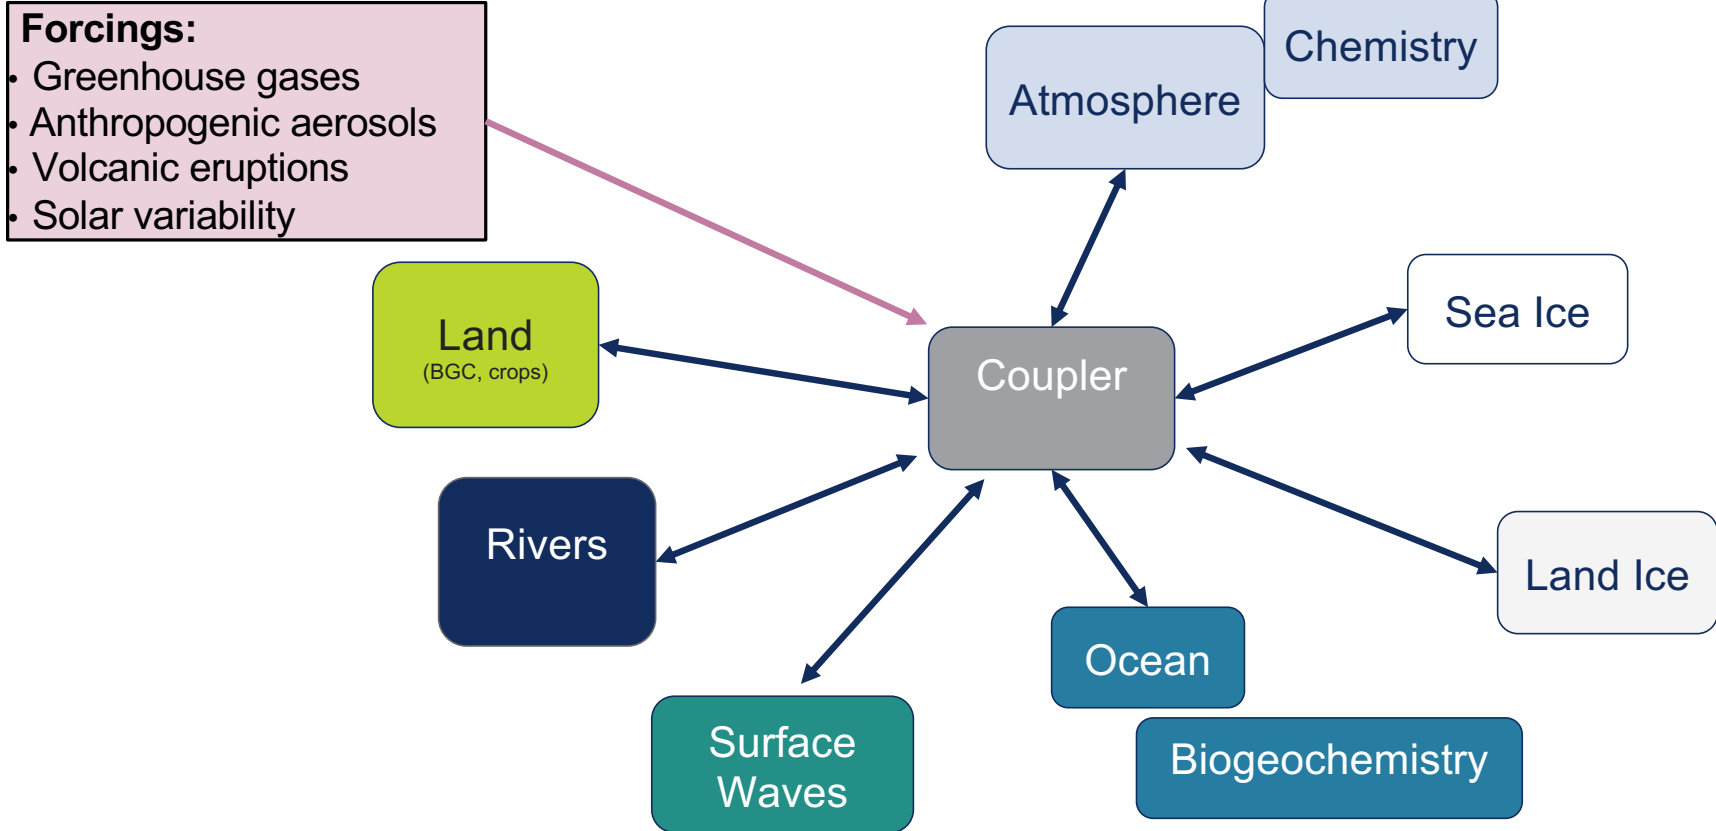 Forcings:
• Greenhouse gases
• Anthropogenic aerosols
• Volcanic eruptions
• Solar variability
Chemistry
Atmosphere
Sea Ice
Land
(BGC, crops)
Coupler
Rivers
Land Ice
Ocean
Surface
Waves
Biogeochemistry